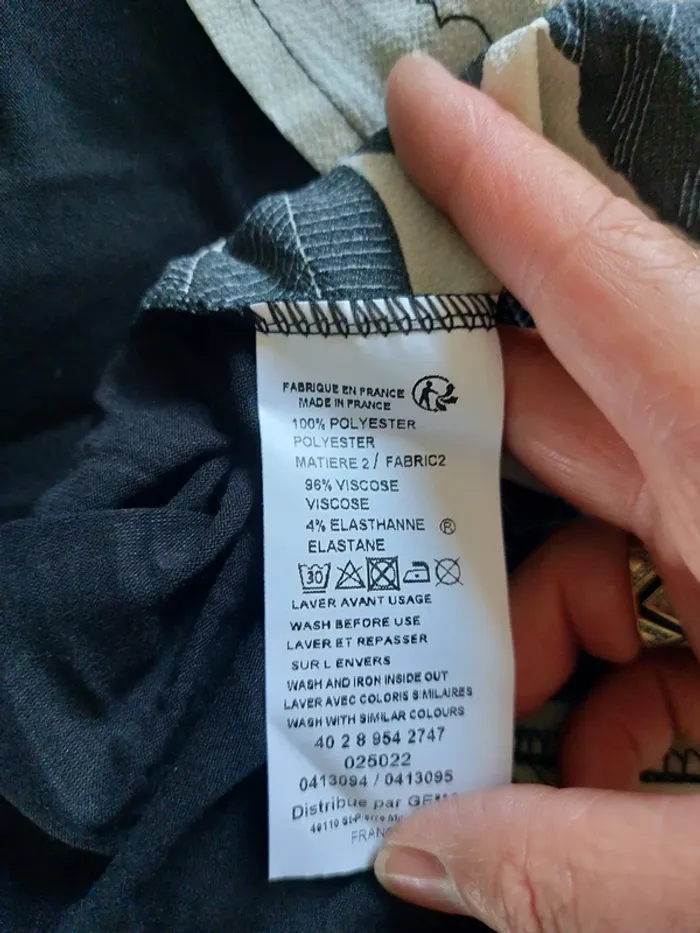 FABRIQUE EN FRANCE
MADE IN FRANCE
100% POLYESTER
POLYESTER
MATIERE 2 / FABRIC2
96% VISCOSE
VISCOSE
4% ELASTHANNE ®
ELASTANE
30
LAVER AVANT USAGE
WASH BEFORE USE
LAVER ET REPASSER
SUR L ENVERS
WASH AND IRON INSIDE OUT
LAVER AVEC COLORIS SIMILAIRES
WASH WITH SIMILAR COLOURS
40 2 8 954 2747
025022
0413094 / 0413095
Distribue par
49110